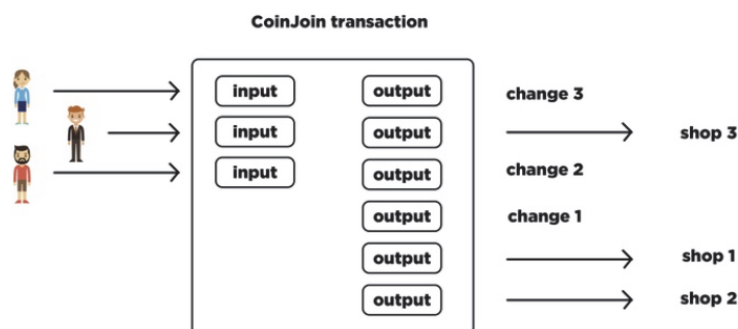 CoinJoin transaction
input output change 3
input output shop 3
input output change 2
output change 1
output shop 1
output shop 2